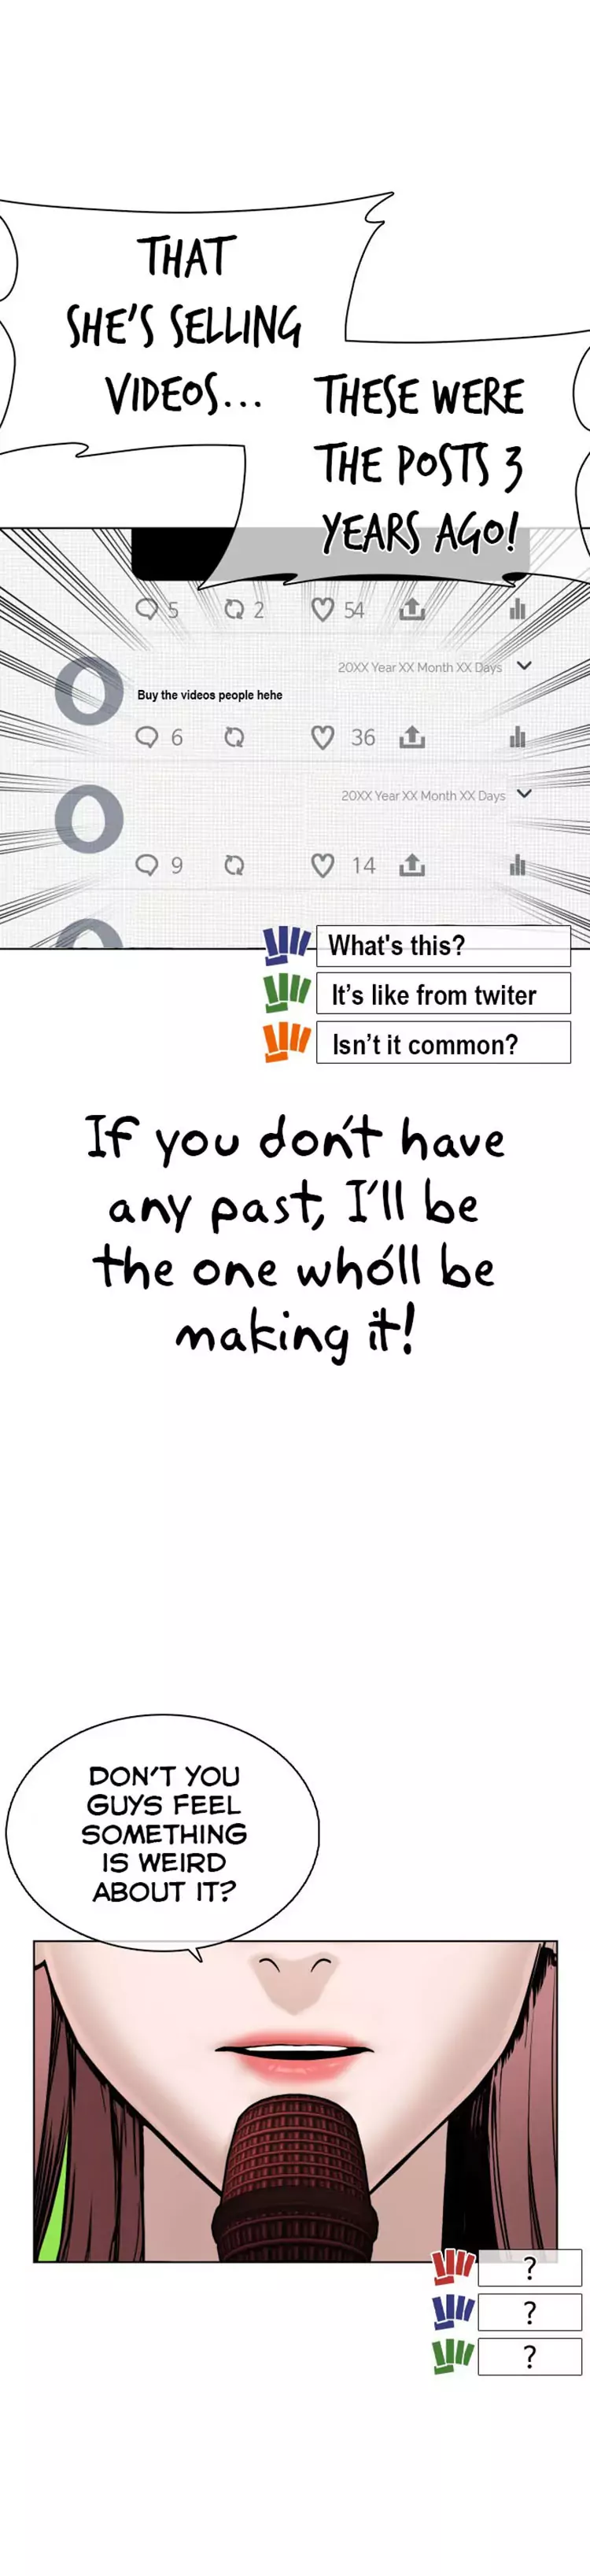 THAT
SHE'S SELLING
VIDEOS...
THESE WERE
THE POSTS 3
YEARS AGO!
5 2 54
20XX Year XX Month XX Days
Buy the videos people hehe
6 36
20XX Year XX Month XX Days
9 14
What's this?
It's like from twiter
Isn't it common?
If you don't have
any past, I'll be
the one who'll be
making it!
DON'T YOU
GUYS FEEL
SOMETHING
IS WEIRD
ABOUT IT?
?
?
?